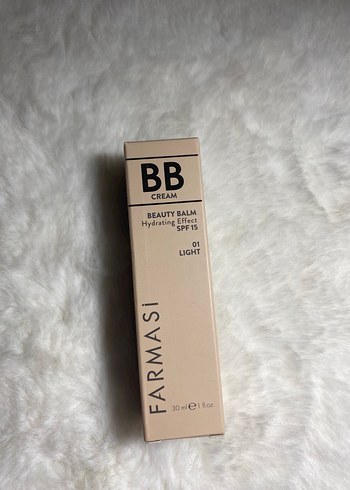 BB
CREAM
BEAUTY BALM
Hydrating Effect
SPF 15
01
LIGHT
FARMASİ
30 ml ℮ 1 fl oz.